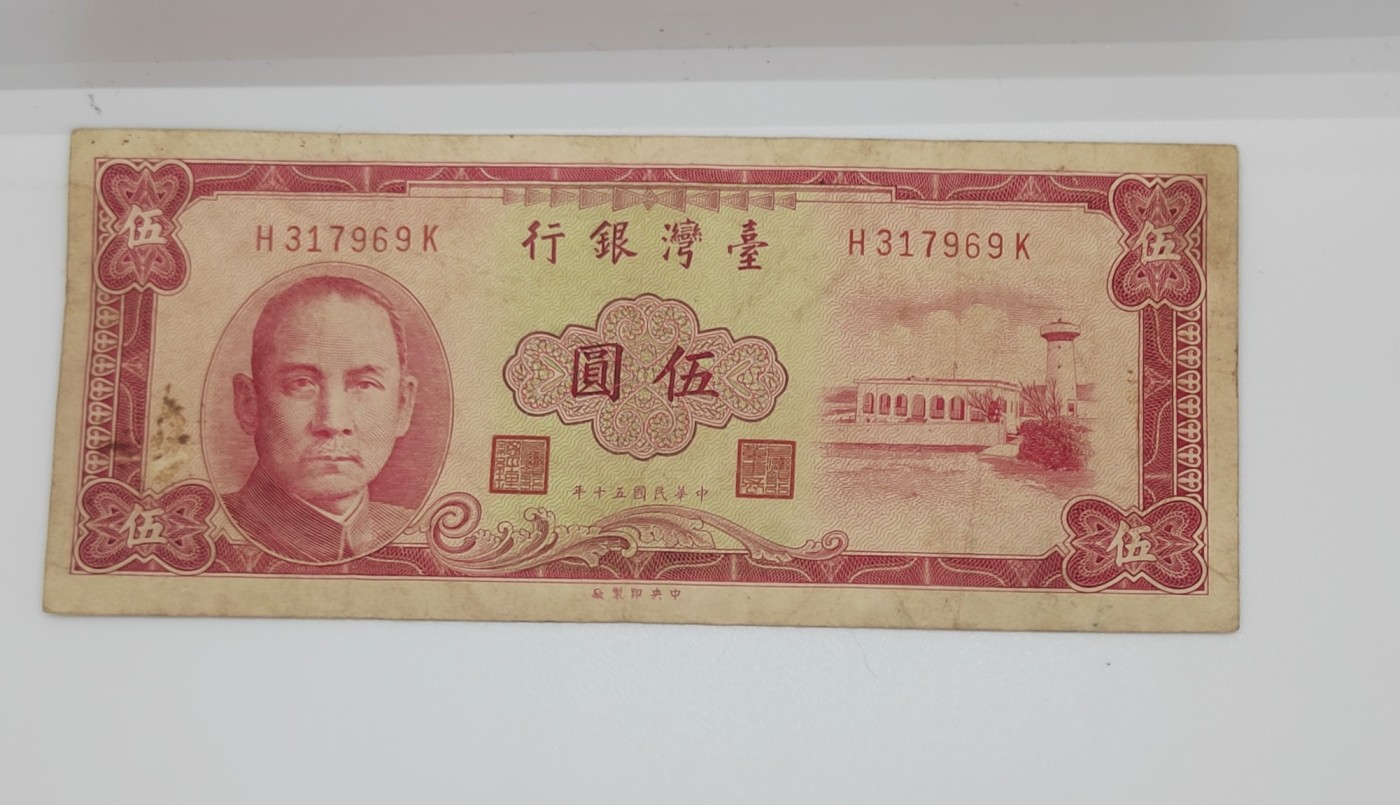 伍
伍
H317969K
臺灣銀行
H317969K
伍圓
中華民國五十年
伍
伍
中央印製廠